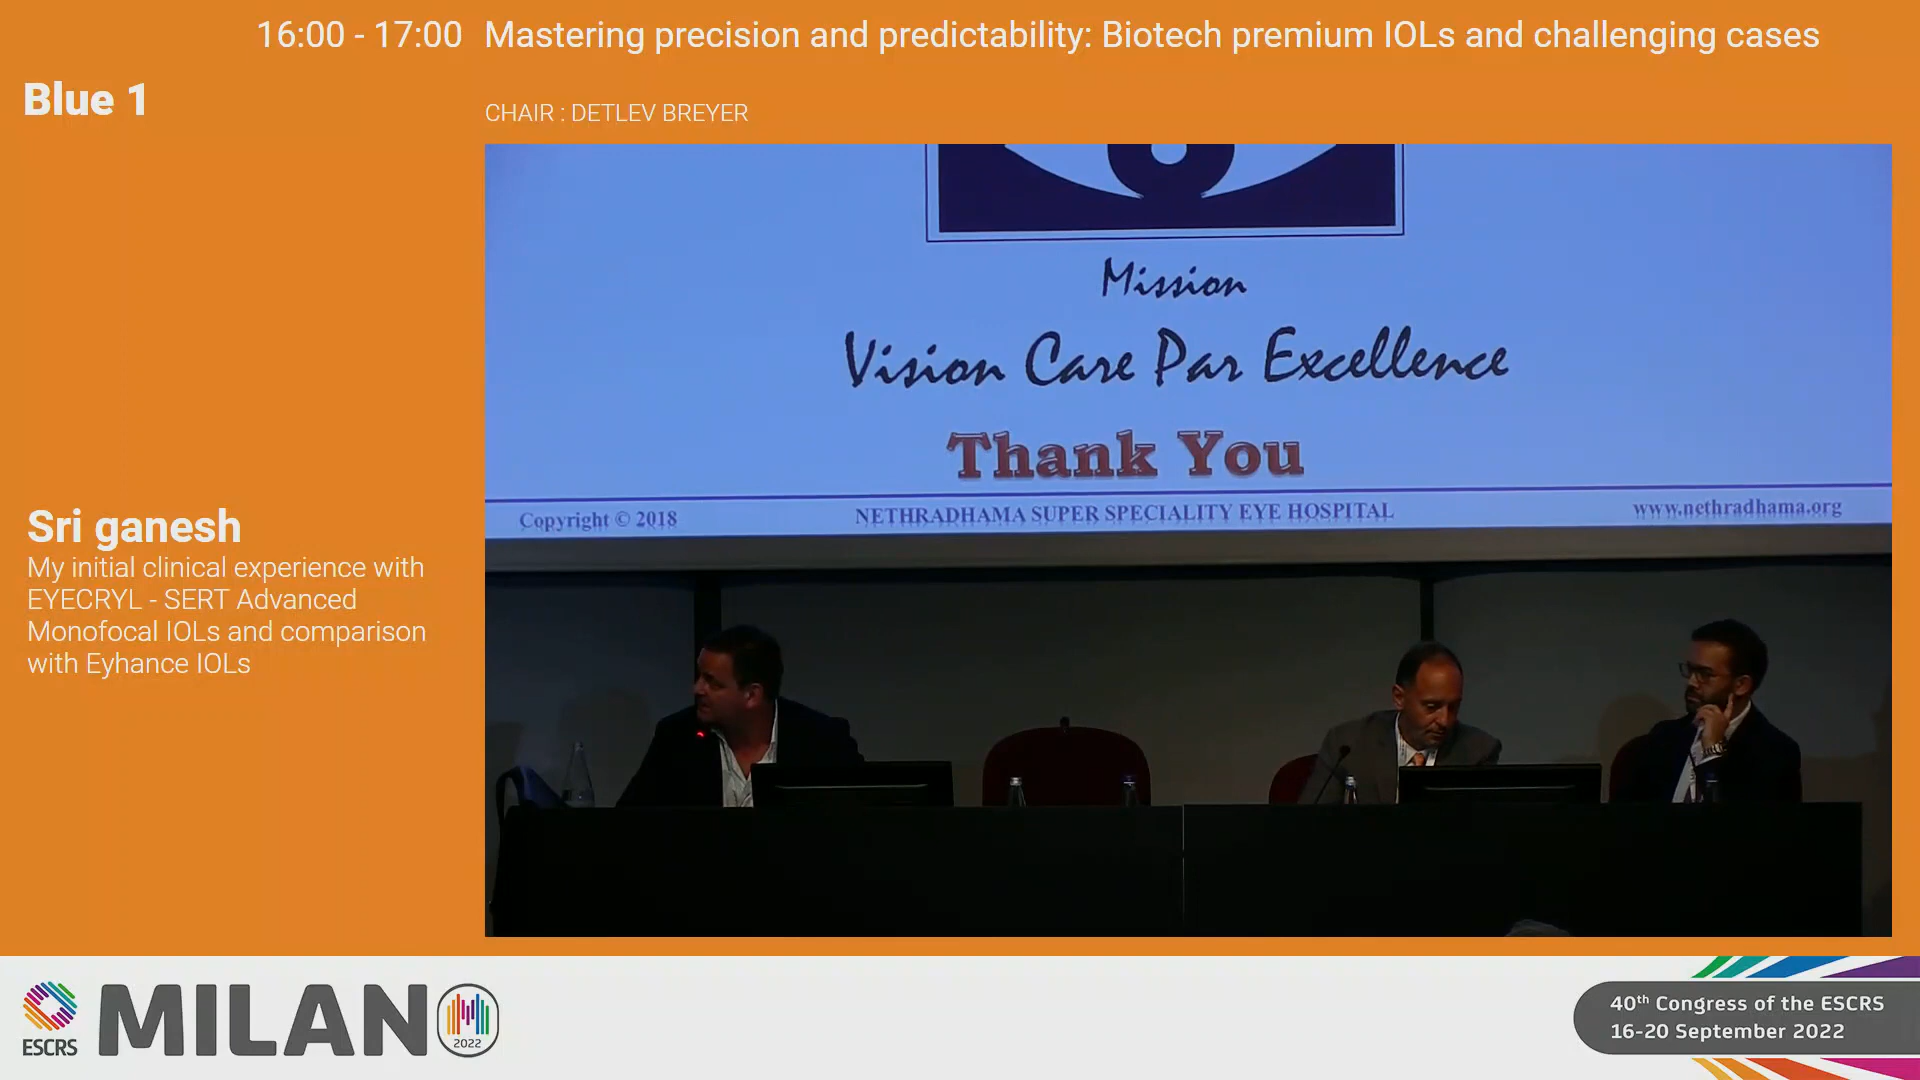 16:00 - 17:00 Mastering precision and predictability: Biotech premium IOLs and challenging cases
Blue 1
CHAIR : DETLEV BREYER
Mission
Vision Care Par Excellence
Thank You
Copyright © 2018 NETHRADHAMA SUPER SPECIALITY EYE HOSPITAL www.nethradhama.org
Sri ganesh
My initial clinical experience with
EYECRYL - SERT Advanced
Monofocal IOLs and comparison
with Eyhance IOLs
ESCRS
MILANO
2022
40th Congress of the ESCRS
16-20 September 2022